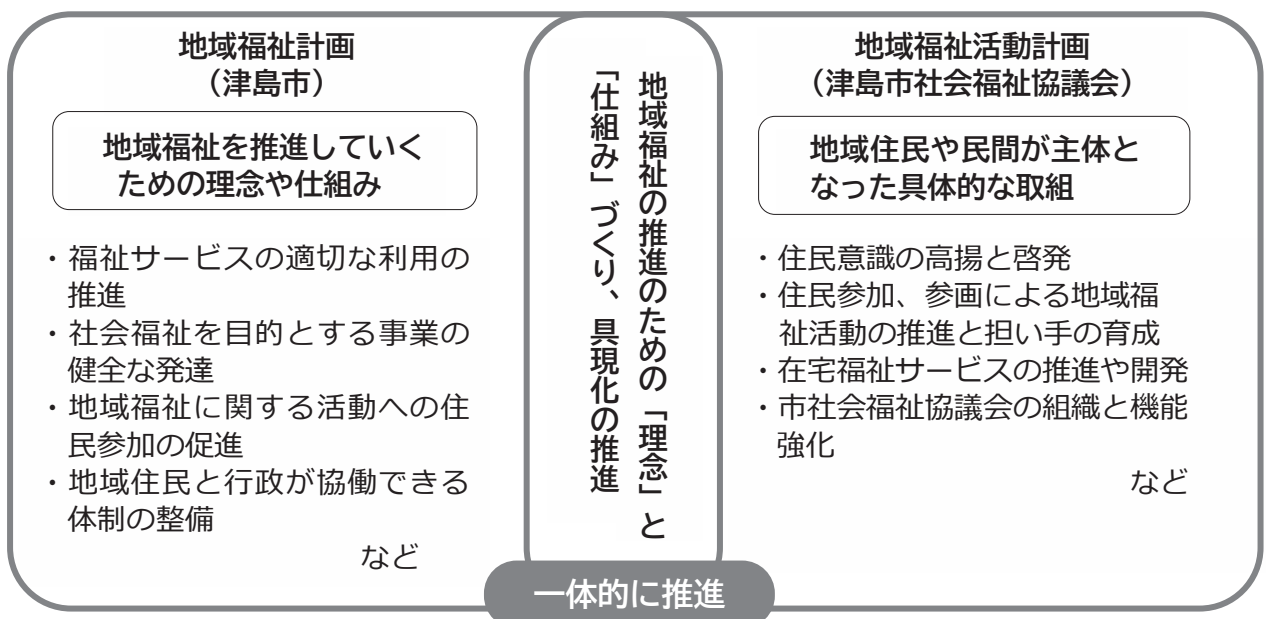 地域福祉計画
（津島市）
地域福祉を推進していく
ための理念や仕組み
・福祉サービスの適切な利用の
推進
・社会福祉を目的とする事業の
健全な発達
・地域福祉に関する活動への住
民参加の促進
・地域住民と行政が協働できる
体制の整備
など
地域福祉の推進のための「理念」と
「仕組み」づくり、具現化の推進
地域福祉活動計画
（津島市社会福祉協議会）
地域住民や民間が主体と
なった具体的な取組
・住民意識の高揚と啓発
・住民参加、参画による地域福
祉活動の推進と担い手の育成
・在宅福祉サービスの推進や開発
・市社会福祉協議会の組織と機能
強化
など
一体的に推進